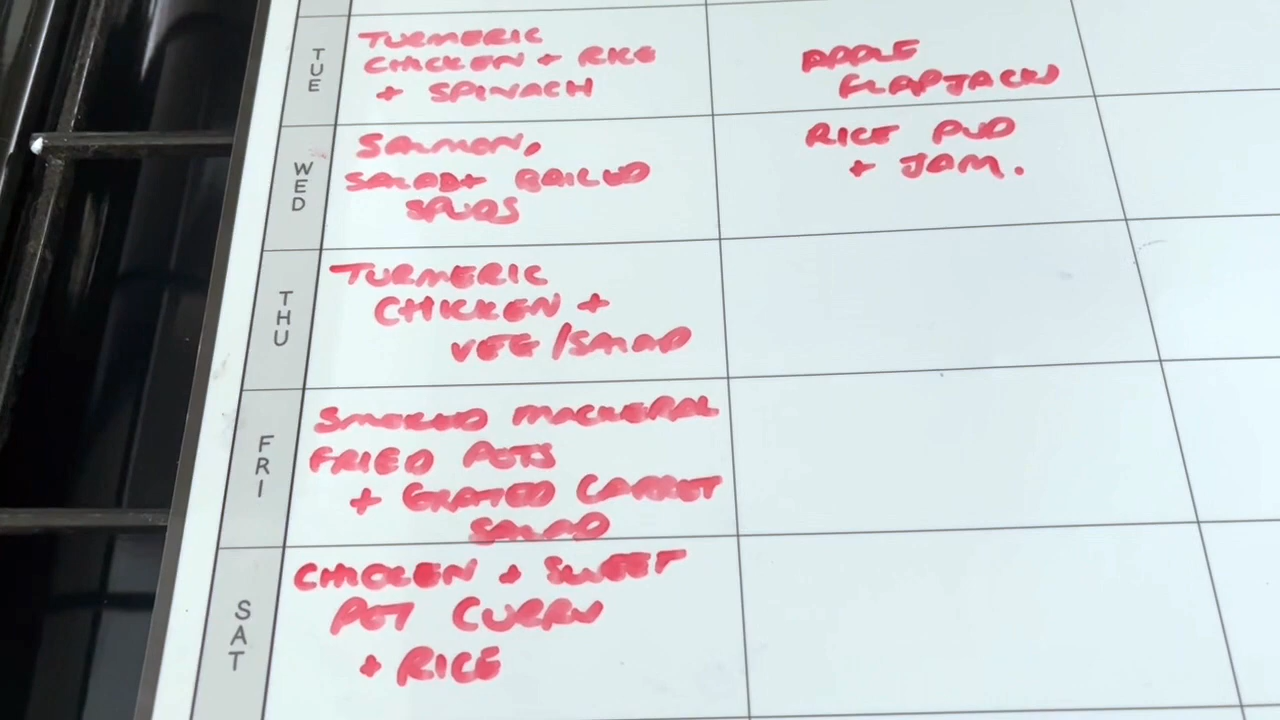 TUE
TURMERIC
CHICKEN + RICE
+ SPINACH
APPLE
FLAPJACKS
WED
SALMON,
SALAD + BOILED
SPUDS
RICE PUD
+ JAM.
THU
TURMERIC
CHICKEN +
VEG/SALAD
FRI
SMOKED MACKERAL
FRIED POTS
+ GRATED CARROT
SALAD
SAT
CHICKEN + SWEET
POT CURRY
+ RICE